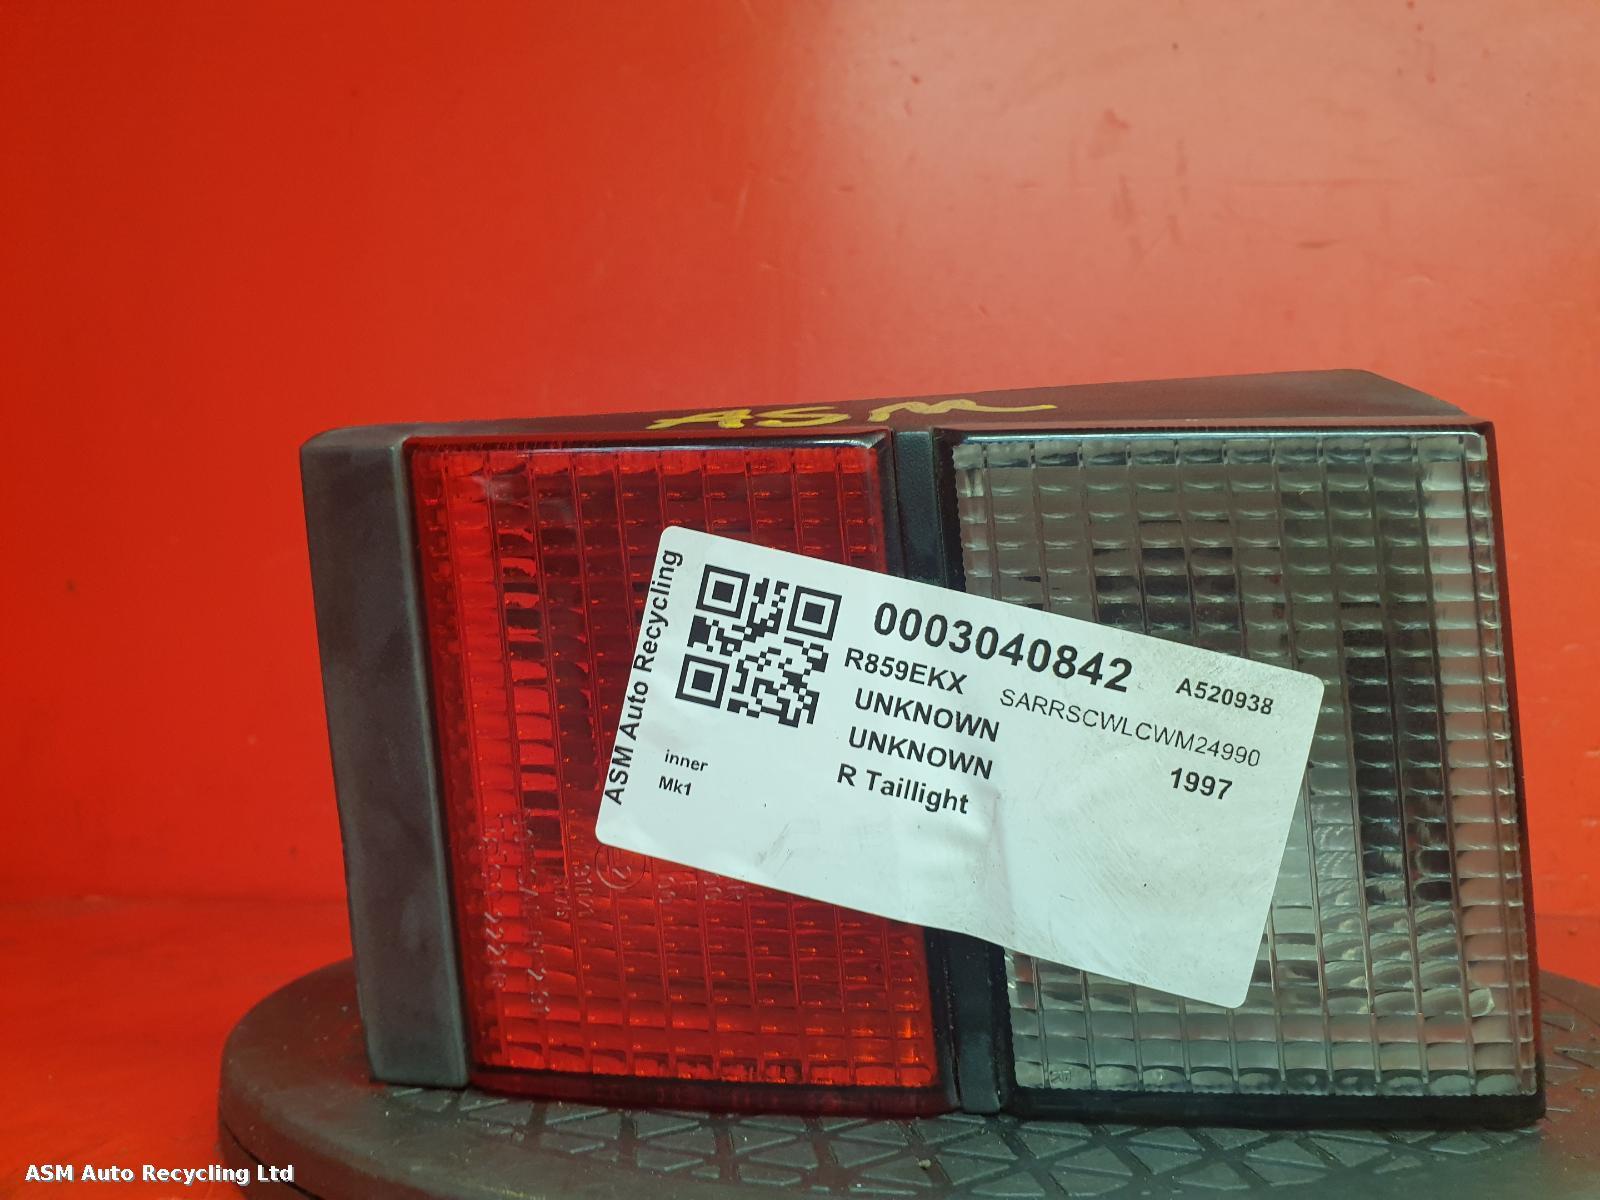 ASM
ASM Auto Recycling
0003040842
R859EKX
A520938
SARRSCWLCWM24990
UNKNOWN
UNKNOWN
1997
R Taillight
inner
Mk1
ASM Auto Recycling Ltd